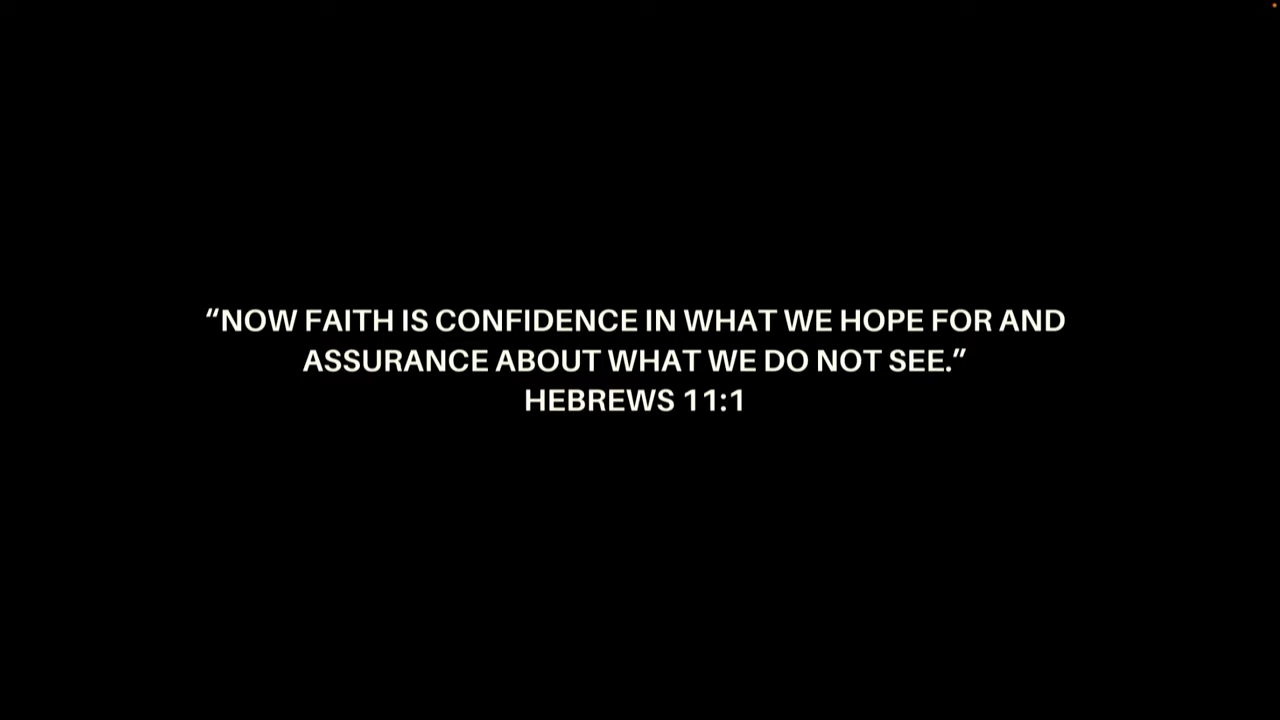 “NOW FAITH IS CONFIDENCE IN WHAT WE HOPE FOR AND
ASSURANCE ABOUT WHAT WE DO NOT SEE.”
HEBREWS 11:1